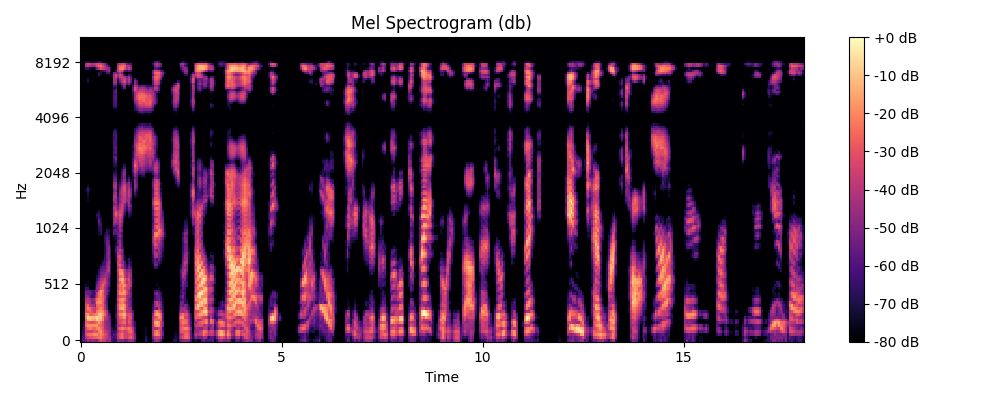 Mel Spectrogram (db)
8192
4096
2048
1024
512
0
Hz
0 5 10 15
Time
+0 dB
-10 dB
-20 dB
-30 dB
-40 dB
-50 dB
-60 dB
-70 dB
-80 dB